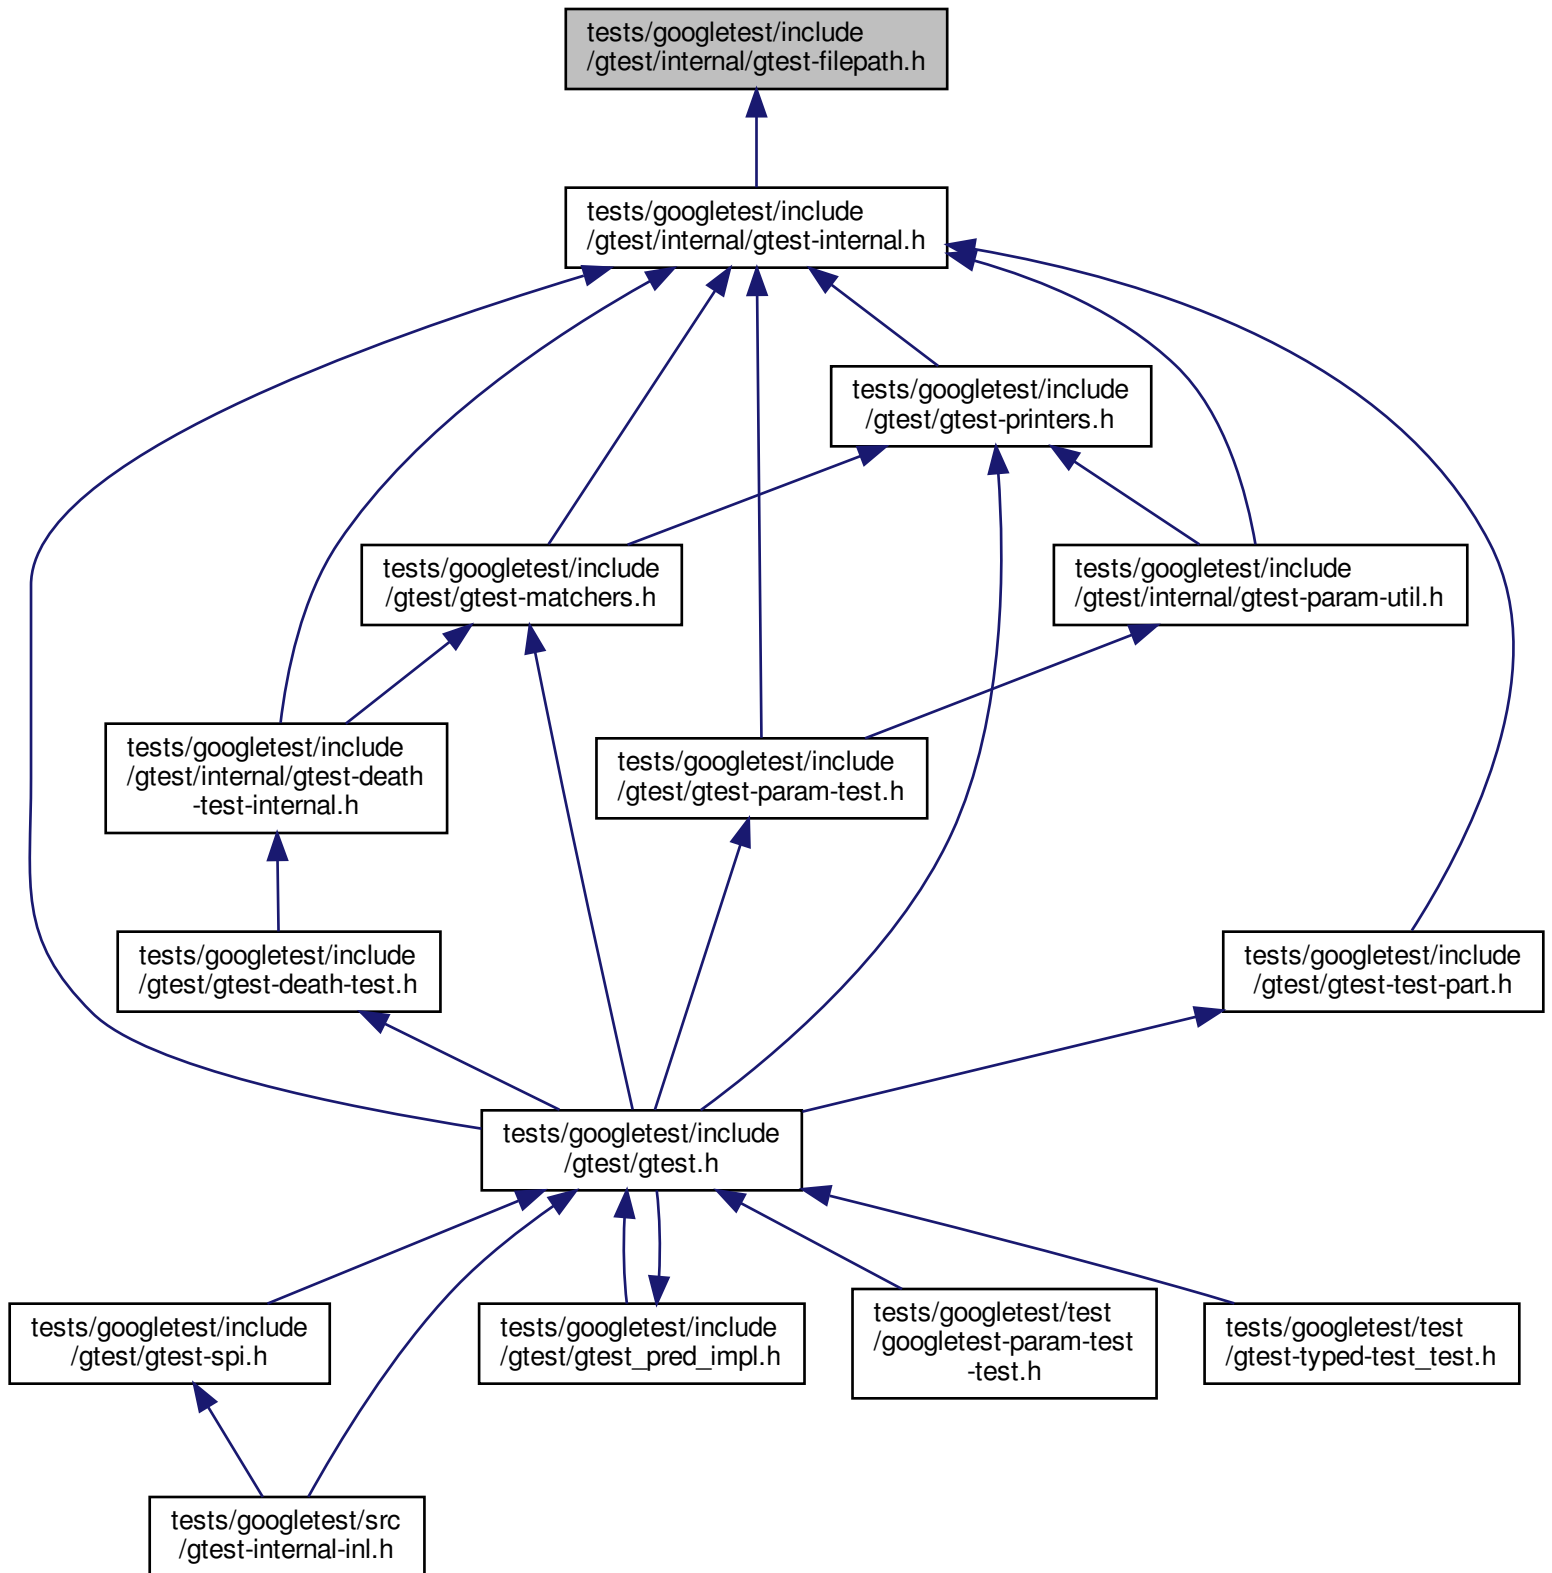 tests/googletest/include
/gtest/internal/gtest-filepath.h
tests/googletest/include
/gtest/internal/gtest-internal.h
tests/googletest/include
/gtest/gtest-printers.h
tests/googletest/include
/gtest/gtest-matchers.h
tests/googletest/include
/gtest/internal/gtest-param-util.h
tests/googletest/include
/gtest/internal/gtest-death
-test-internal.h
tests/googletest/include
/gtest/gtest-param-test.h
tests/googletest/include
/gtest/gtest-death-test.h
tests/googletest/include
/gtest/gtest-test-part.h
tests/googletest/include
/gtest/gtest.h
tests/googletest/include
/gtest/gtest-spi.h
tests/googletest/include
/gtest/gtest_pred_impl.h
tests/googletest/test
/googletest-param-test
-test.h
tests/googletest/test
/gtest-typed-test_test.h
tests/googletest/src
/gtest-internal-inl.h